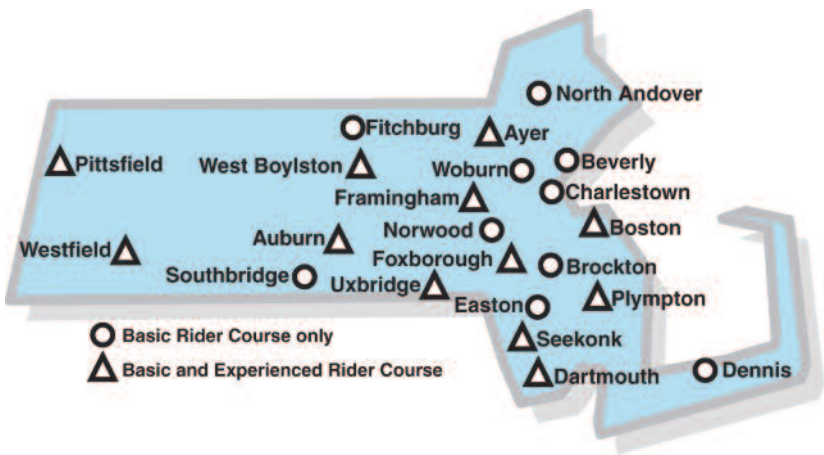 North Andover
Fitchburg
Ayer
Pittsfield
West Boylston
Woburn
Beverly
Charlestown
Framingham
Boston
Westfield
Auburn
Norwood
Foxborough
Brockton
Southbridge
Uxbridge
Easton
Plympton
Basic Rider Course only
Seekonk
Basic and Experienced Rider Course
Dartmouth
Dennis